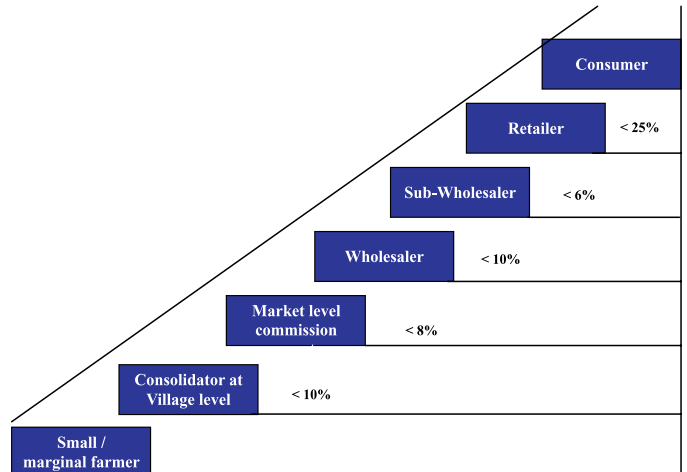 Consumer
Retailer
< 25%
Sub-Wholesaler
< 6%
Wholesaler
< 10%
Market level
commission
< 8%
Consolidator at
Village level
< 10%
Small /
marginal farmer